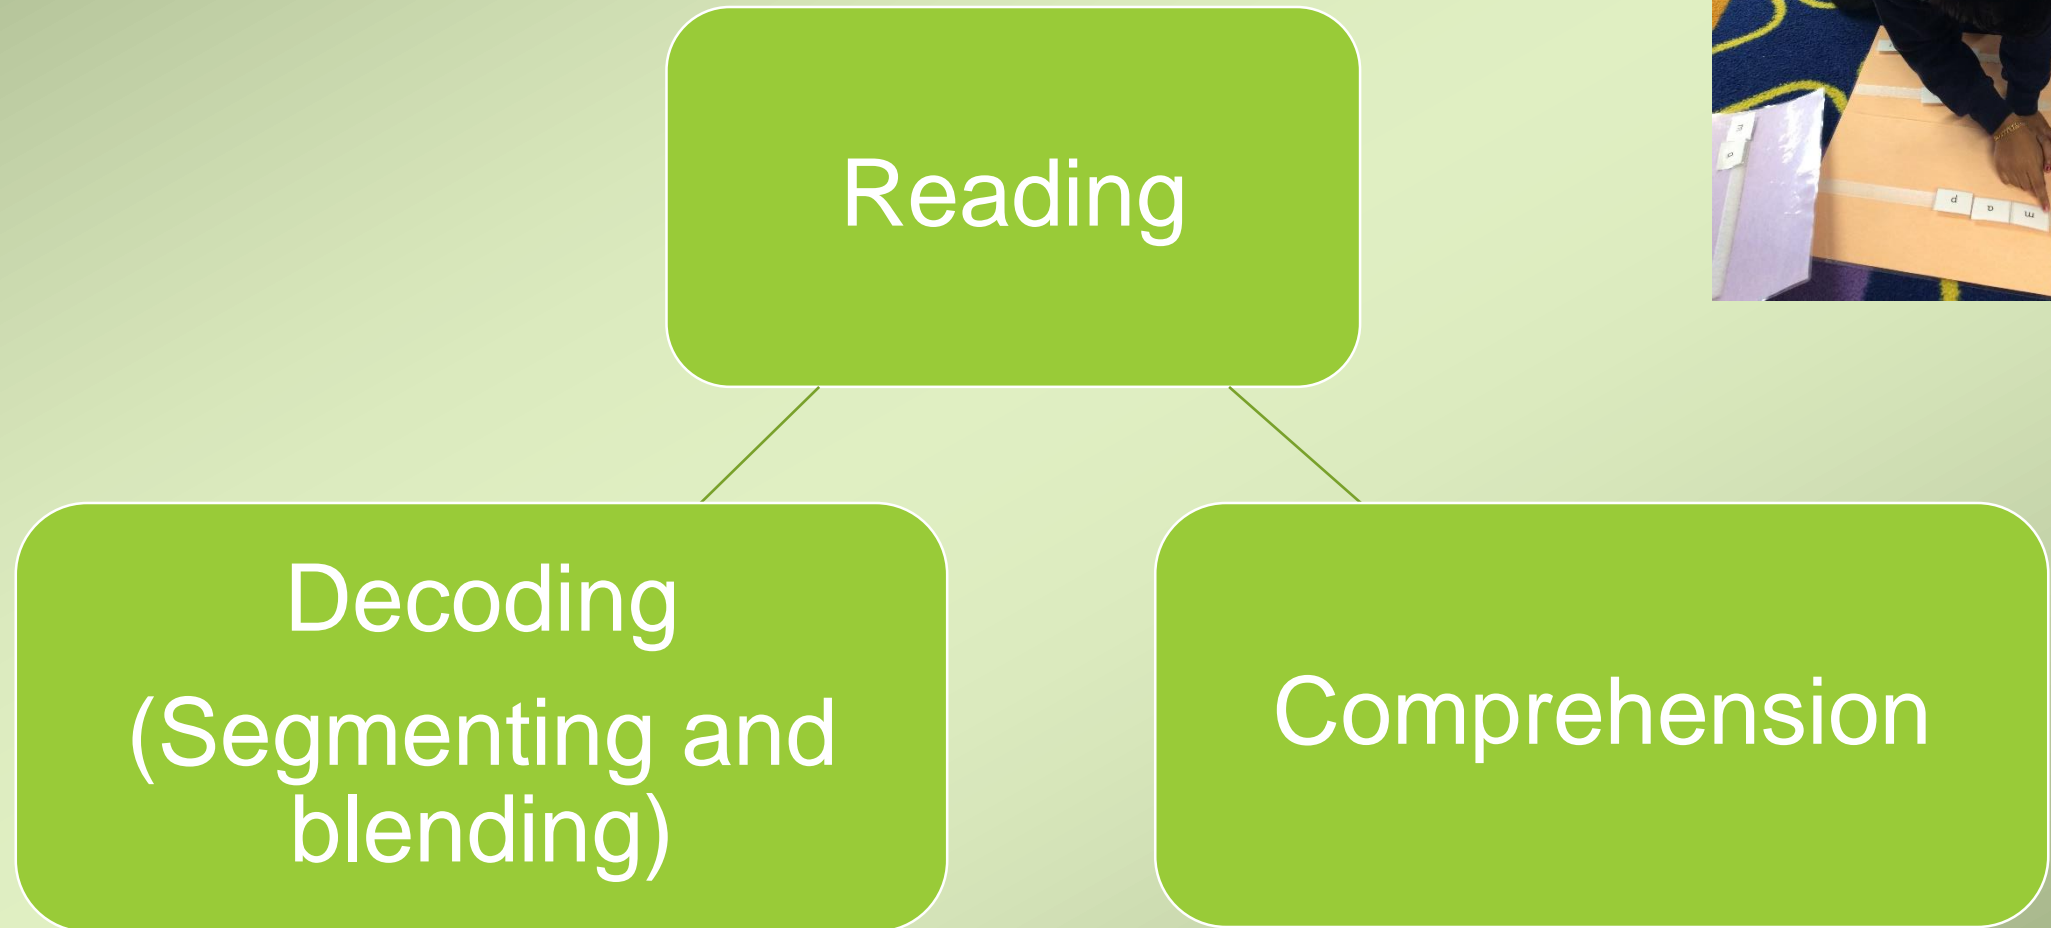 Reading
Decoding
(Segmenting and
blending)
Comprehension
m
a
p